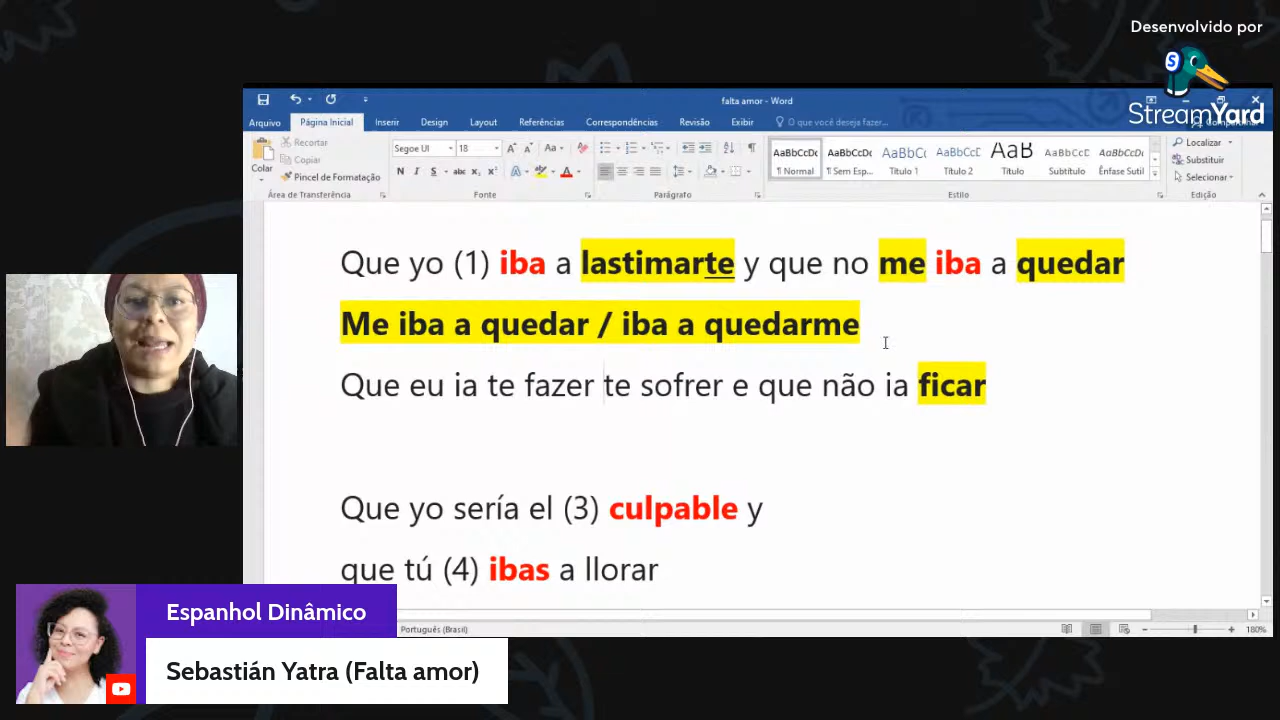 Desenvolvido por
S
StreamYard
falta amor - Word
Arquivo Página Inicial Inserir Design Layout Referências Correspondências Revisão Exibir O que você deseja fazer...
Colar
Recortar
Copiar
Pincel de Formatação
Área de Transferência
Segoe UI 18 Aa
N I S abc x₂ x² A A
Fonte
Parágrafo
AaBbCcDc AaBbCcDc AaBbCc AaBbCcC AaB AaBbCcC AaBbCcDc
¶ Normal ¶ Sem Esp... Título 1 Título 2 Título Subtítulo Ênfase Sutil
Estilo
Localizar
Substituir
Selecionar
Edição
Que yo (1) iba a lastimarte y que no me iba a quedar
Me iba a quedar / iba a quedarme
Que eu ia te fazer te sofrer e que não ia ficar
Que yo sería el (3) culpable y
que tú (4) ibas a llorar
Português (Brasil)
180%
Espanhol Dinâmico
Sebastián Yatra (Falta amor)